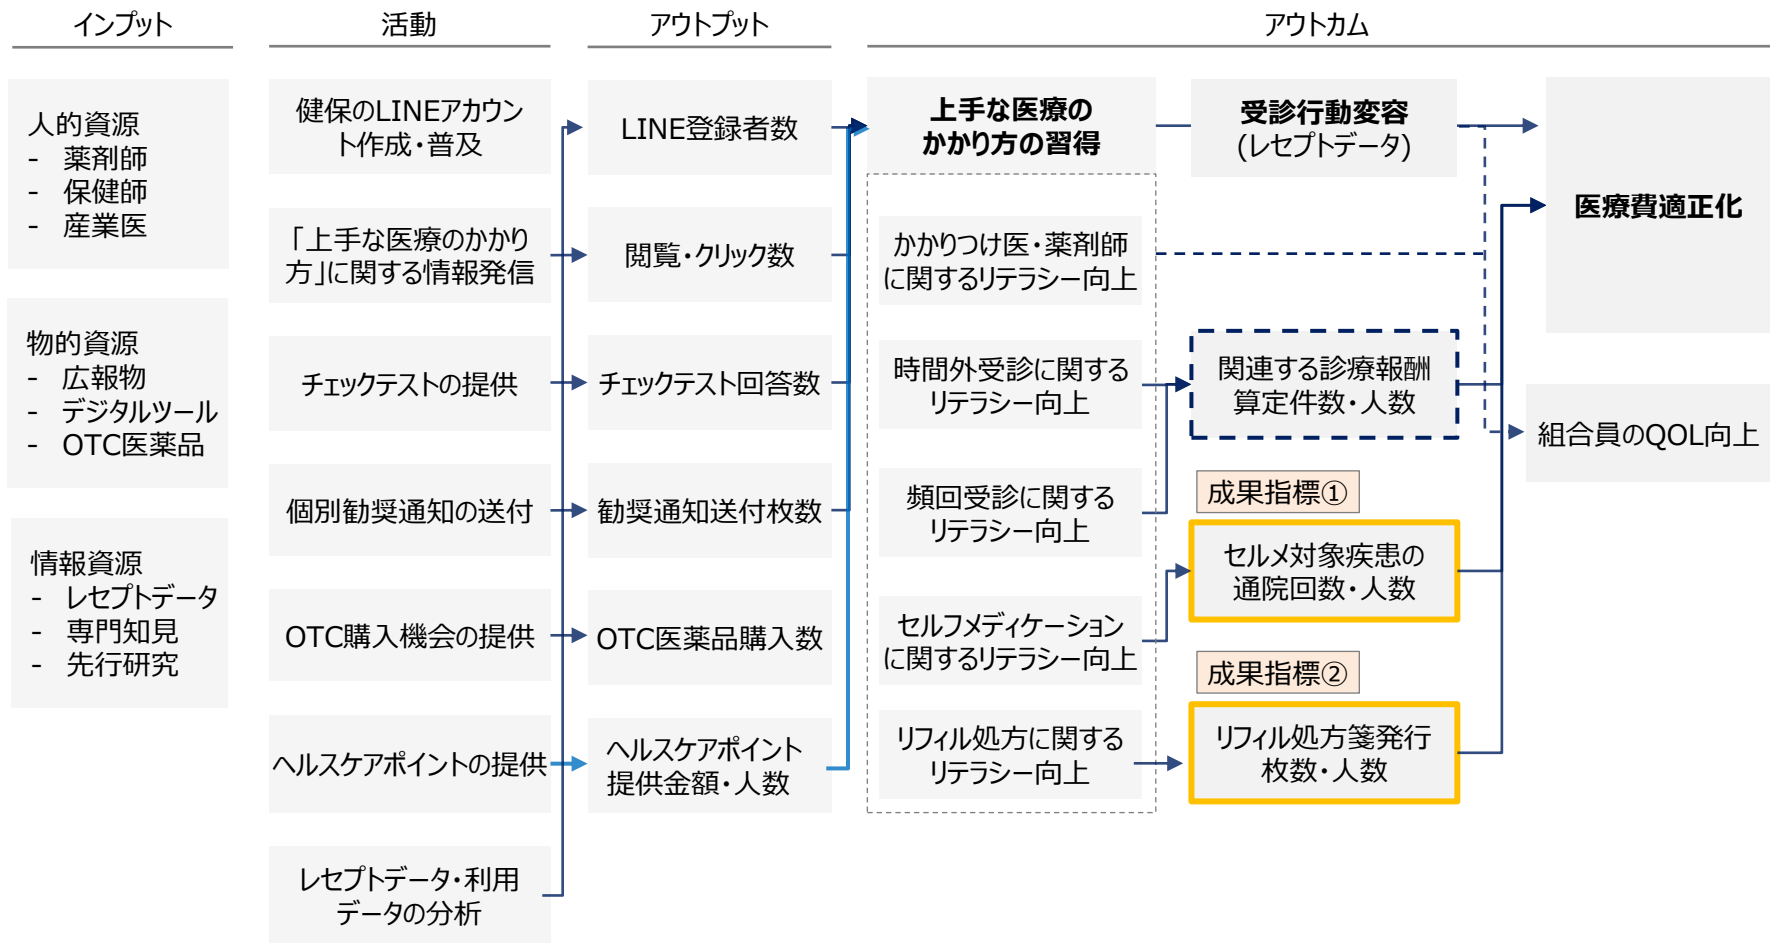 インプット
活動
アウトプット
アウトカム
人的資源
- 薬剤師
- 保健師
- 産業医
物的資源
- 広報物
- デジタルツール
- OTC医薬品
情報資源
- レセプトデータ
- 専門知見
- 先行研究
健保のLINEアカウン
ト作成・普及
「上手な医療のかかり
方」に関する情報発信
チェックテストの提供
個別勧奨通知の送付
OTC購入機会の提供
ヘルスケアポイントの提供
レセプトデータ・利用
データの分析
LINE登録者数
閲覧・クリック数
チェックテスト回答数
勧奨通知送付枚数
OTC医薬品購入数
ヘルスケアポイント
提供金額・人数
上手な医療の
かかり方の習得
かかりつけ医・薬剤師
に関するリテラシー向上
時間外受診に関する
リテラシー向上
頻回受診に関する
リテラシー向上
セルフメディケーション
に関するリテラシー向上
リフィル処方に関する
リテラシー向上
受診行動変容
(レセプトデータ)
関連する診療報酬
算定件数・人数
成果指標①
セルメ対象疾患の
通院回数・人数
成果指標②
リフィル処方箋発行
枚数・人数
医療費適正化
組合員のQOL向上